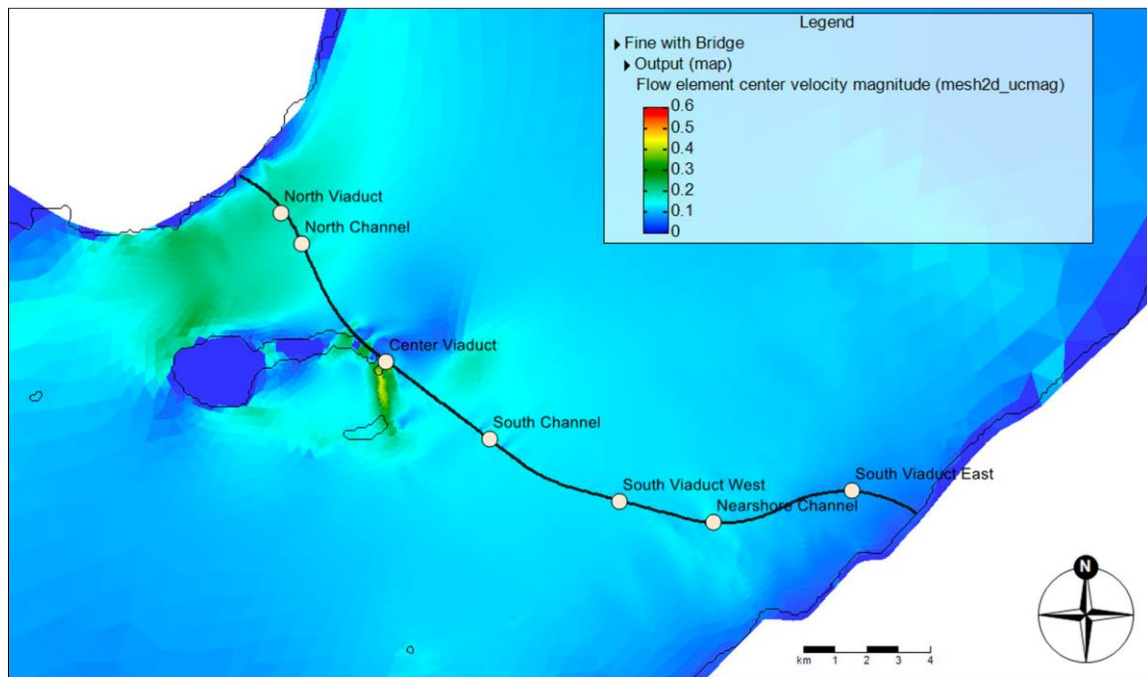 Legend
Fine with Bridge
Output (map)
Flow element center velocity magnitude (mesh2d_ucmag)
0.6
0.5
0.4
0.3
0.2
0.1
0
North Viaduct
North Channel
Center Viaduct
South Channel
South Viaduct West
South Viaduct East
Nearshore Channel
N
km 1 2 3 4